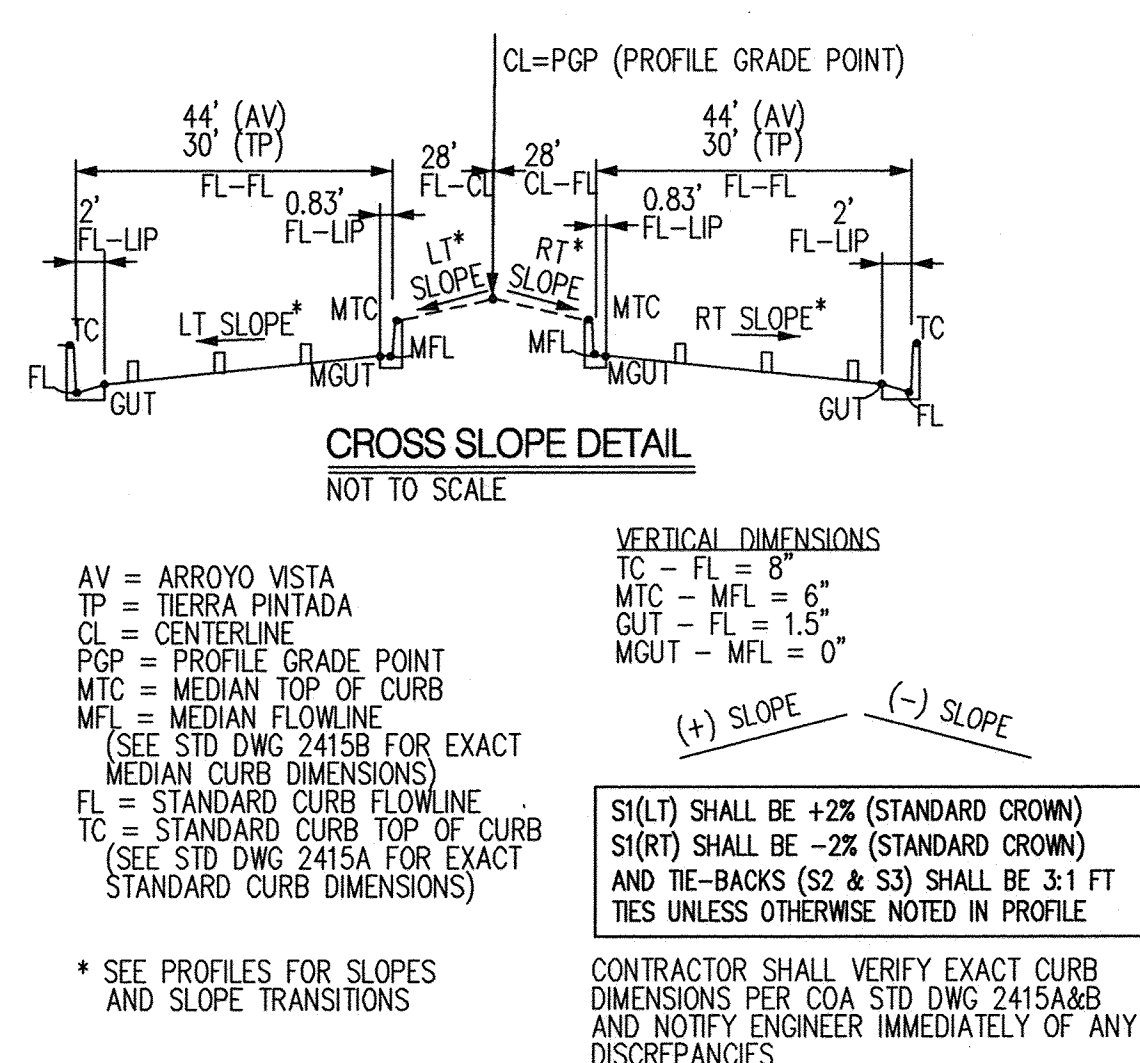 CL=PGP (PROFILE GRADE POINT)
44' (AV)
30' (TP)
FL-FL
28'
FL-CL
28'
CL-FL
44' (AV)
30' (TP)
FL-FL
2'
FL-LIP
0.83'
FL-LIP
0.83'
FL-LIP
2'
FL-LIP
LT*
SLOPE
RT*
SLOPE
TC
LT SLOPE*
MTC
MTC
RT SLOPE*
TC
FL
GUT
MGUT
MFL
MFL
MGUT
GUT
FL
CROSS SLOPE DETAIL
NOT TO SCALE
AV = ARROYO VISTA
TP = TIERRA PINTADA
CL = CENTERLINE
PGP = PROFILE GRADE POINT
MTC = MEDIAN TOP OF CURB
MFL = MEDIAN FLOWLINE
(SEE STD DWG 2415B FOR EXACT
MEDIAN CURB DIMENSIONS)
FL = STANDARD CURB FLOWLINE
TC = STANDARD CURB TOP OF CURB
(SEE STD DWG 2415A FOR EXACT
STANDARD CURB DIMENSIONS)
* SEE PROFILES FOR SLOPES
AND SLOPE TRANSITIONS
VERTICAL DIMENSIONS
TC - FL = 8"
MTC - MFL = 6"
GUT - FL = 1.5"
MGUT - MFL = 0"
(+) SLOPE
(-) SLOPE
S1(LT) SHALL BE +2% (STANDARD CROWN)
S1(RT) SHALL BE -2% (STANDARD CROWN)
AND TIE-BACKS (S2 & S3) SHALL BE 3:1 FT
TIES UNLESS OTHERWISE NOTED IN PROFILE
CONTRACTOR SHALL VERIFY EXACT CURB
DIMENSIONS PER COA STD DWG 2415A&B
AND NOTIFY ENGINEER IMMEDIATELY OF ANY
DISCREPANCIES